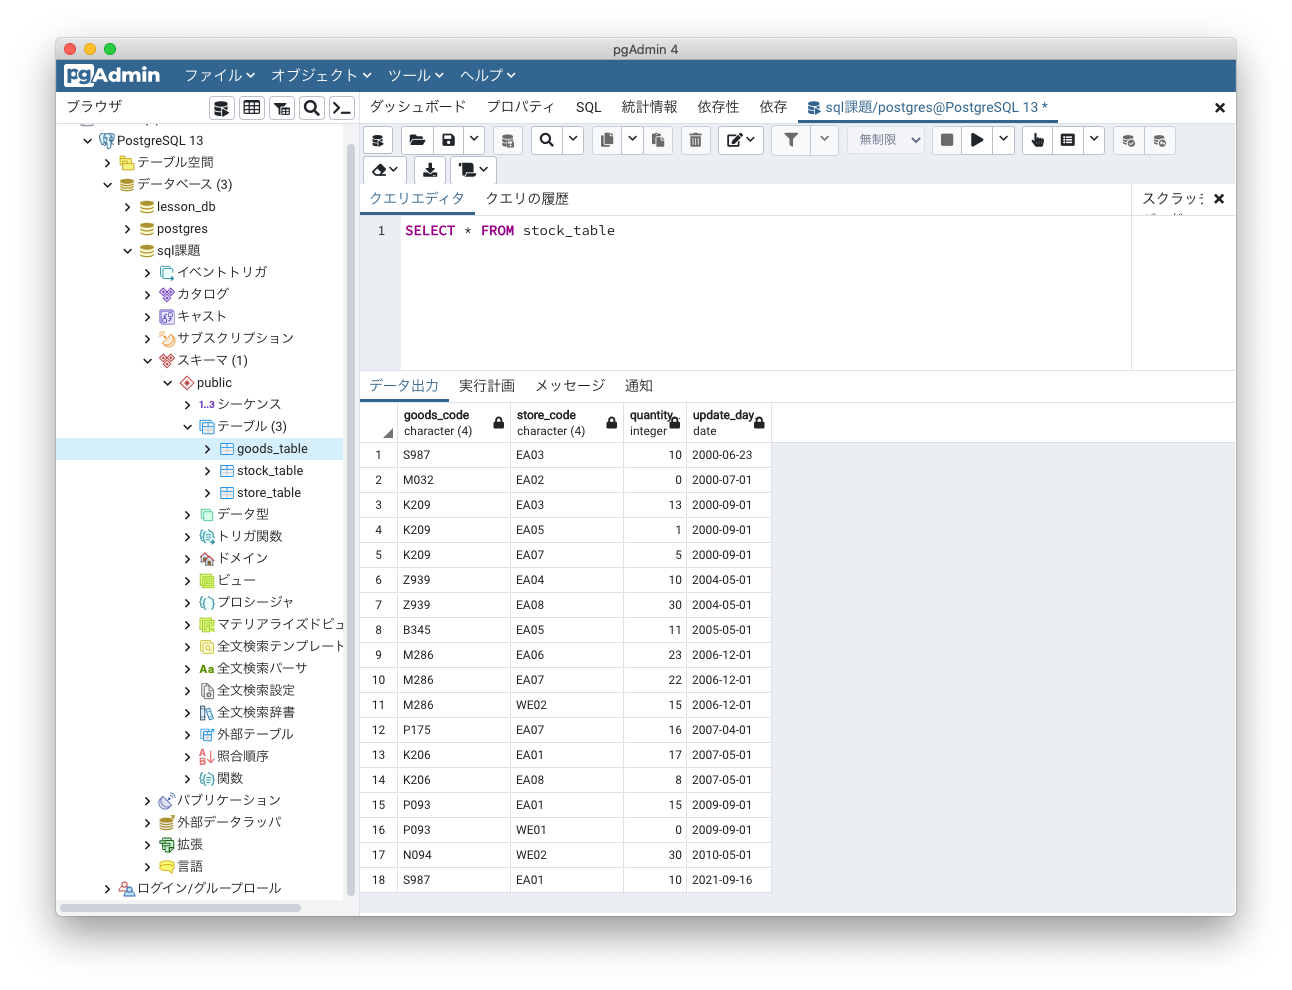 pgAdmin 4
pgAdmin ファイル オブジェクト ツール ヘルプ
ブラウザ
ダッシュボード プロパティ SQL 統計情報 依存性 依存 sql課題/postgres@PostgreSQL 13 *
PostgreSQL 13
テーブル空間
データベース (3)
lesson_db
postgres
sql課題
イベントトリガ
カタログ
キャスト
サブスクリプション
スキーマ (1)
public
1..3 シーケンス
テーブル (3)
goods_table
stock_table
store_table
データ型
トリガ関数
ドメイン
ビュー
プロシージャ
マテリアライズドビュ
全文検索テンプレート
Aa 全文検索パーサ
全文検索設定
全文検索辞書
外部テーブル
照合順序
関数
パブリケーション
外部データラッパ
拡張
言語
ログイン/グループロール
無制限
クエリエディタ クエリの履歴
スクラッチ
1 SELECT * FROM stock_table
データ出力 実行計画 メッセージ 通知
goods_code store_code quantity update_day
character (4) character (4) integer date
1 S987 EA03 10 2000-06-23
2 M032 EA02 0 2000-07-01
3 K209 EA03 13 2000-09-01
4 K209 EA05 1 2000-09-01
5 K209 EA07 5 2000-09-01
6 Z939 EA04 10 2004-05-01
7 Z939 EA08 30 2004-05-01
8 B345 EA05 11 2005-05-01
9 M286 EA06 23 2006-12-01
10 M286 EA07 22 2006-12-01
11 M286 WE02 15 2006-12-01
12 P175 EA07 16 2007-04-01
13 K206 EA01 17 2007-05-01
14 K206 EA08 8 2007-05-01
15 P093 EA01 15 2009-09-01
16 P093 WE01 0 2009-09-01
17 N094 WE02 30 2010-05-01
18 S987 EA01 10 2021-09-16